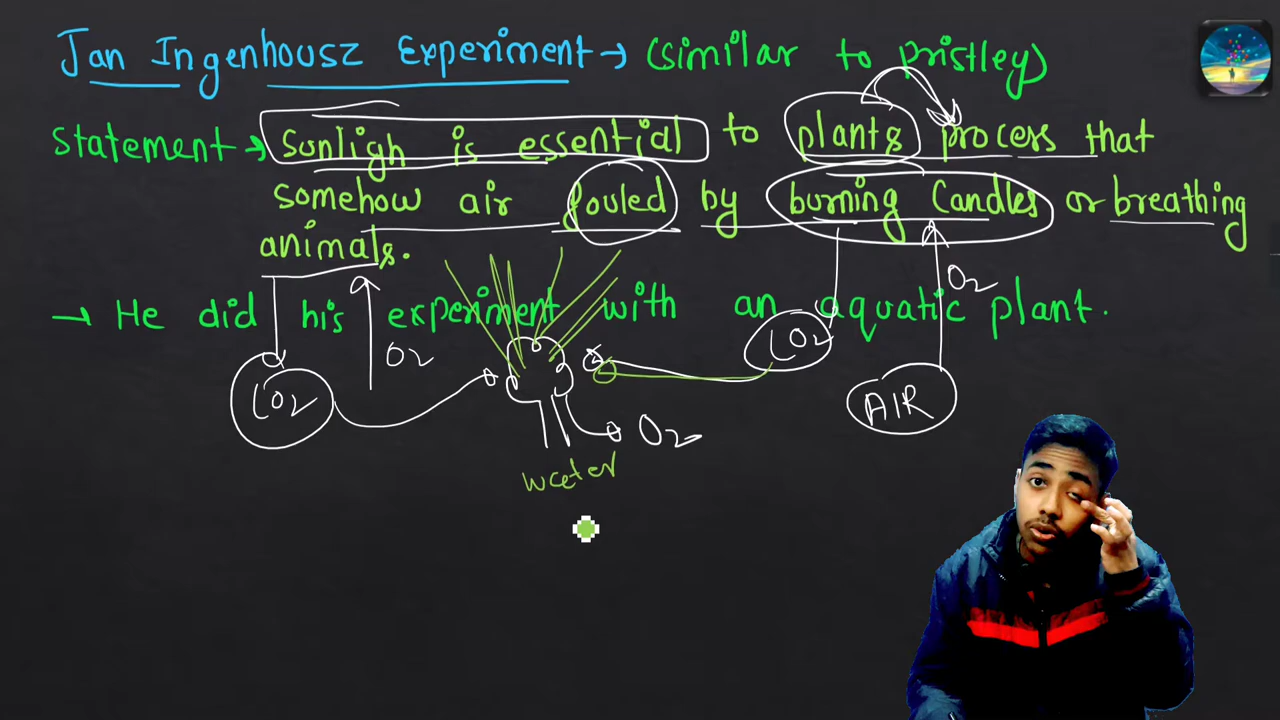 Jan Ingenhousz Experiment → (similar to pristley)
Statement → Sunligh is essential to plants process that
somehow air fouled by burning Candles or breathing
animals.
→ He did his experiment with an aquatic plant.
O2
CO2
O2
CO2
AIR
O2
water